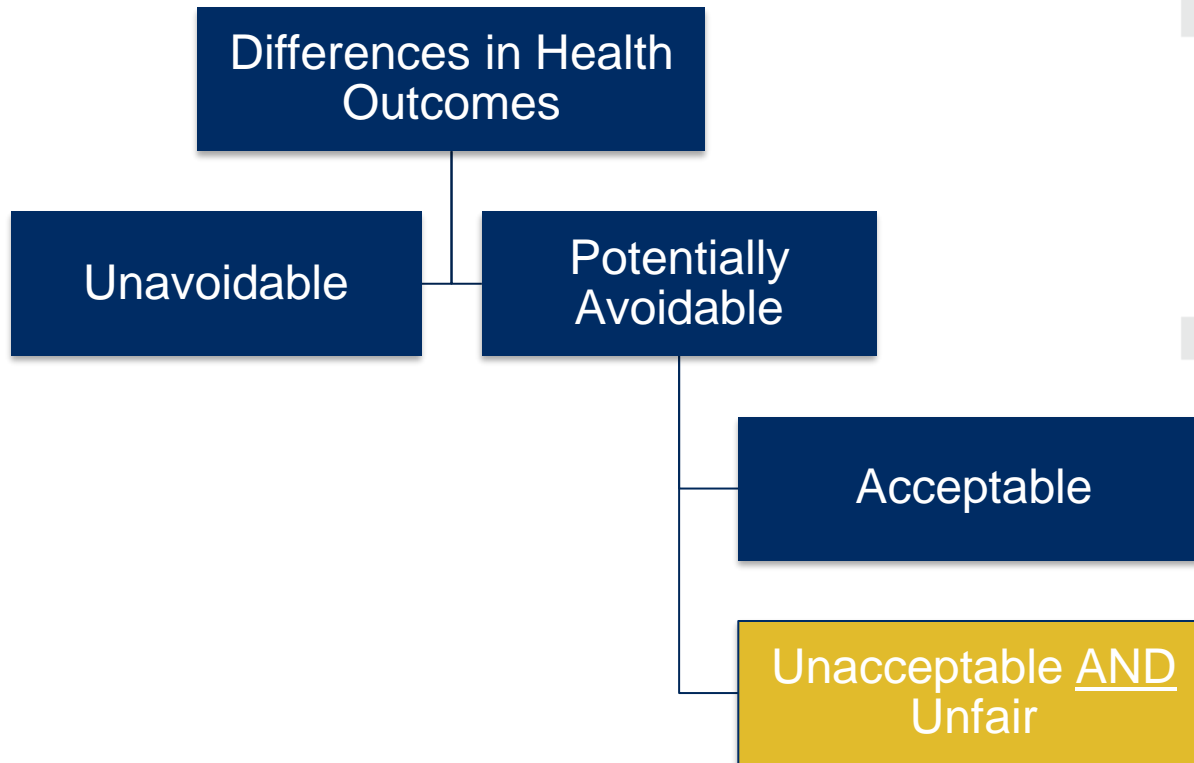 Differences in Health
Outcomes
Unavoidable
Potentially
Avoidable
Acceptable
Unacceptable AND
Unfair